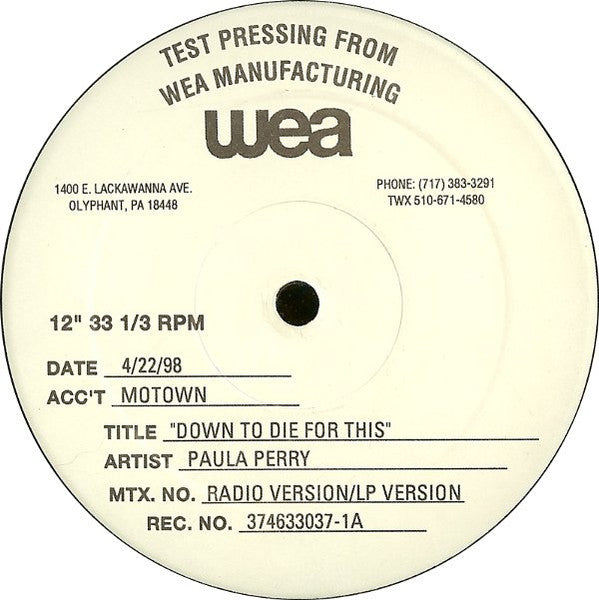 TEST PRESSING FROM
WEA MANUFACTURING
wea
1400 E. LACKAWANNA AVE.
OLYPHANT, PA 18448
PHONE: (717) 383-3291
TWX 510-671-4580
12" 33 1/3 RPM
DATE 4/22/98
ACC'T MOTOWN
TITLE "DOWN TO DIE FOR THIS"
ARTIST PAULA PERRY
MTX. NO. RADIO VERSION/LP VERSION
REC. NO. 374633037-1A